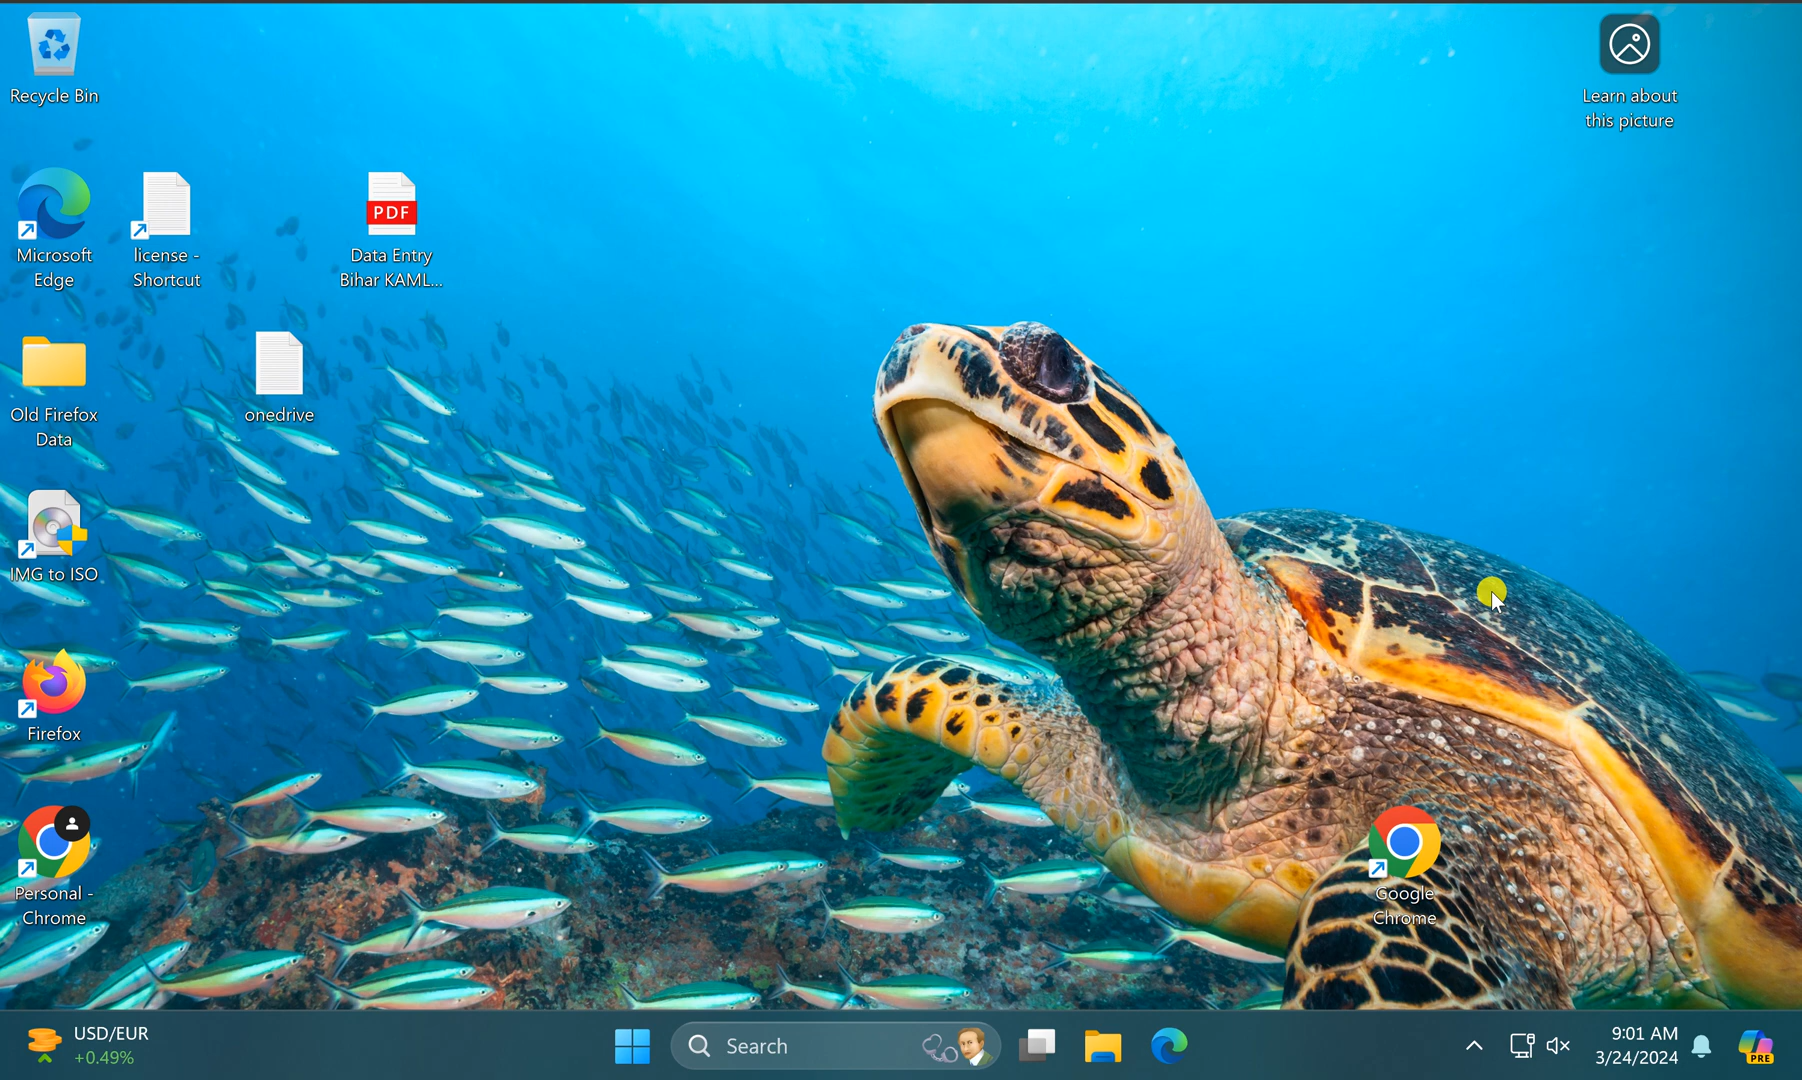 Recycle Bin
Learn about
this picture
Microsoft
Edge
license -
Shortcut
PDF
Data Entry
Bihar KAML...
Old Firefox
Data
onedrive
IMG to ISO
Firefox
Personal -
Chrome
Google
Chrome
USD/EUR
+0.49%
Search
9:01 AM
3/24/2024
PRE